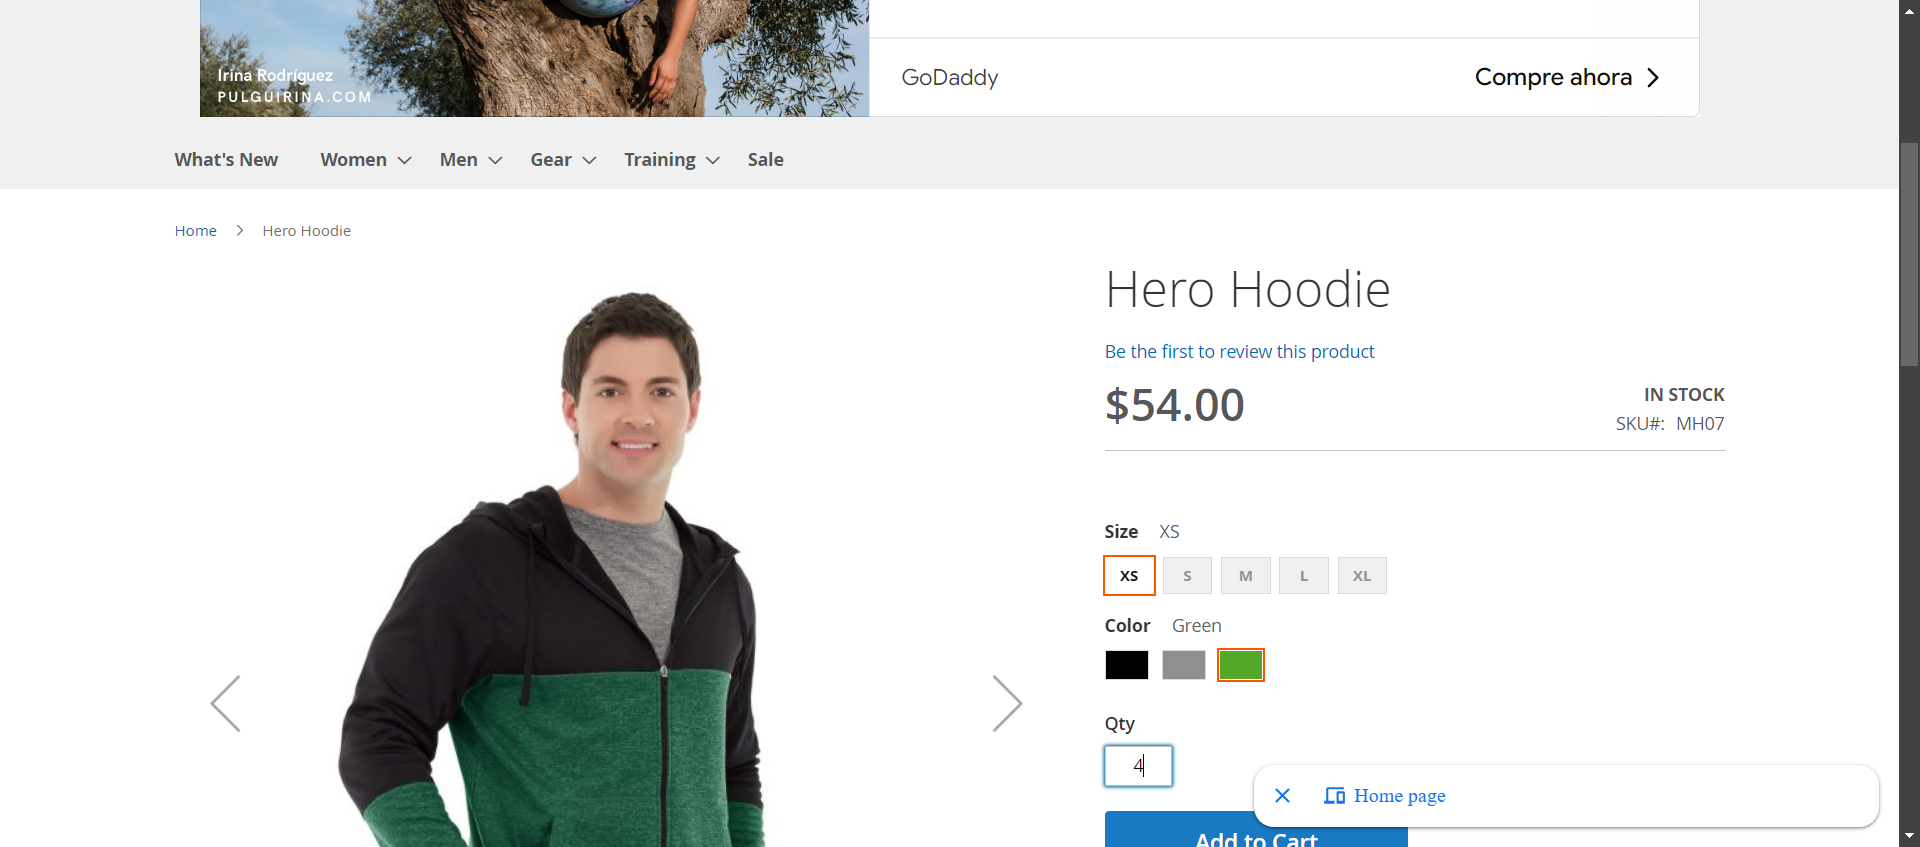 Irina Rodríguez
PULGUIRINA.COM
GoDaddy
Compre ahora
What's New Women Men Gear Training Sale
Home Hero Hoodie
Hero Hoodie
Be the first to review this product
$54.00
IN STOCK
SKU#: MH07
Size XS
XS S M L XL
Color Green
Qty
4
Home page
Add to Cart